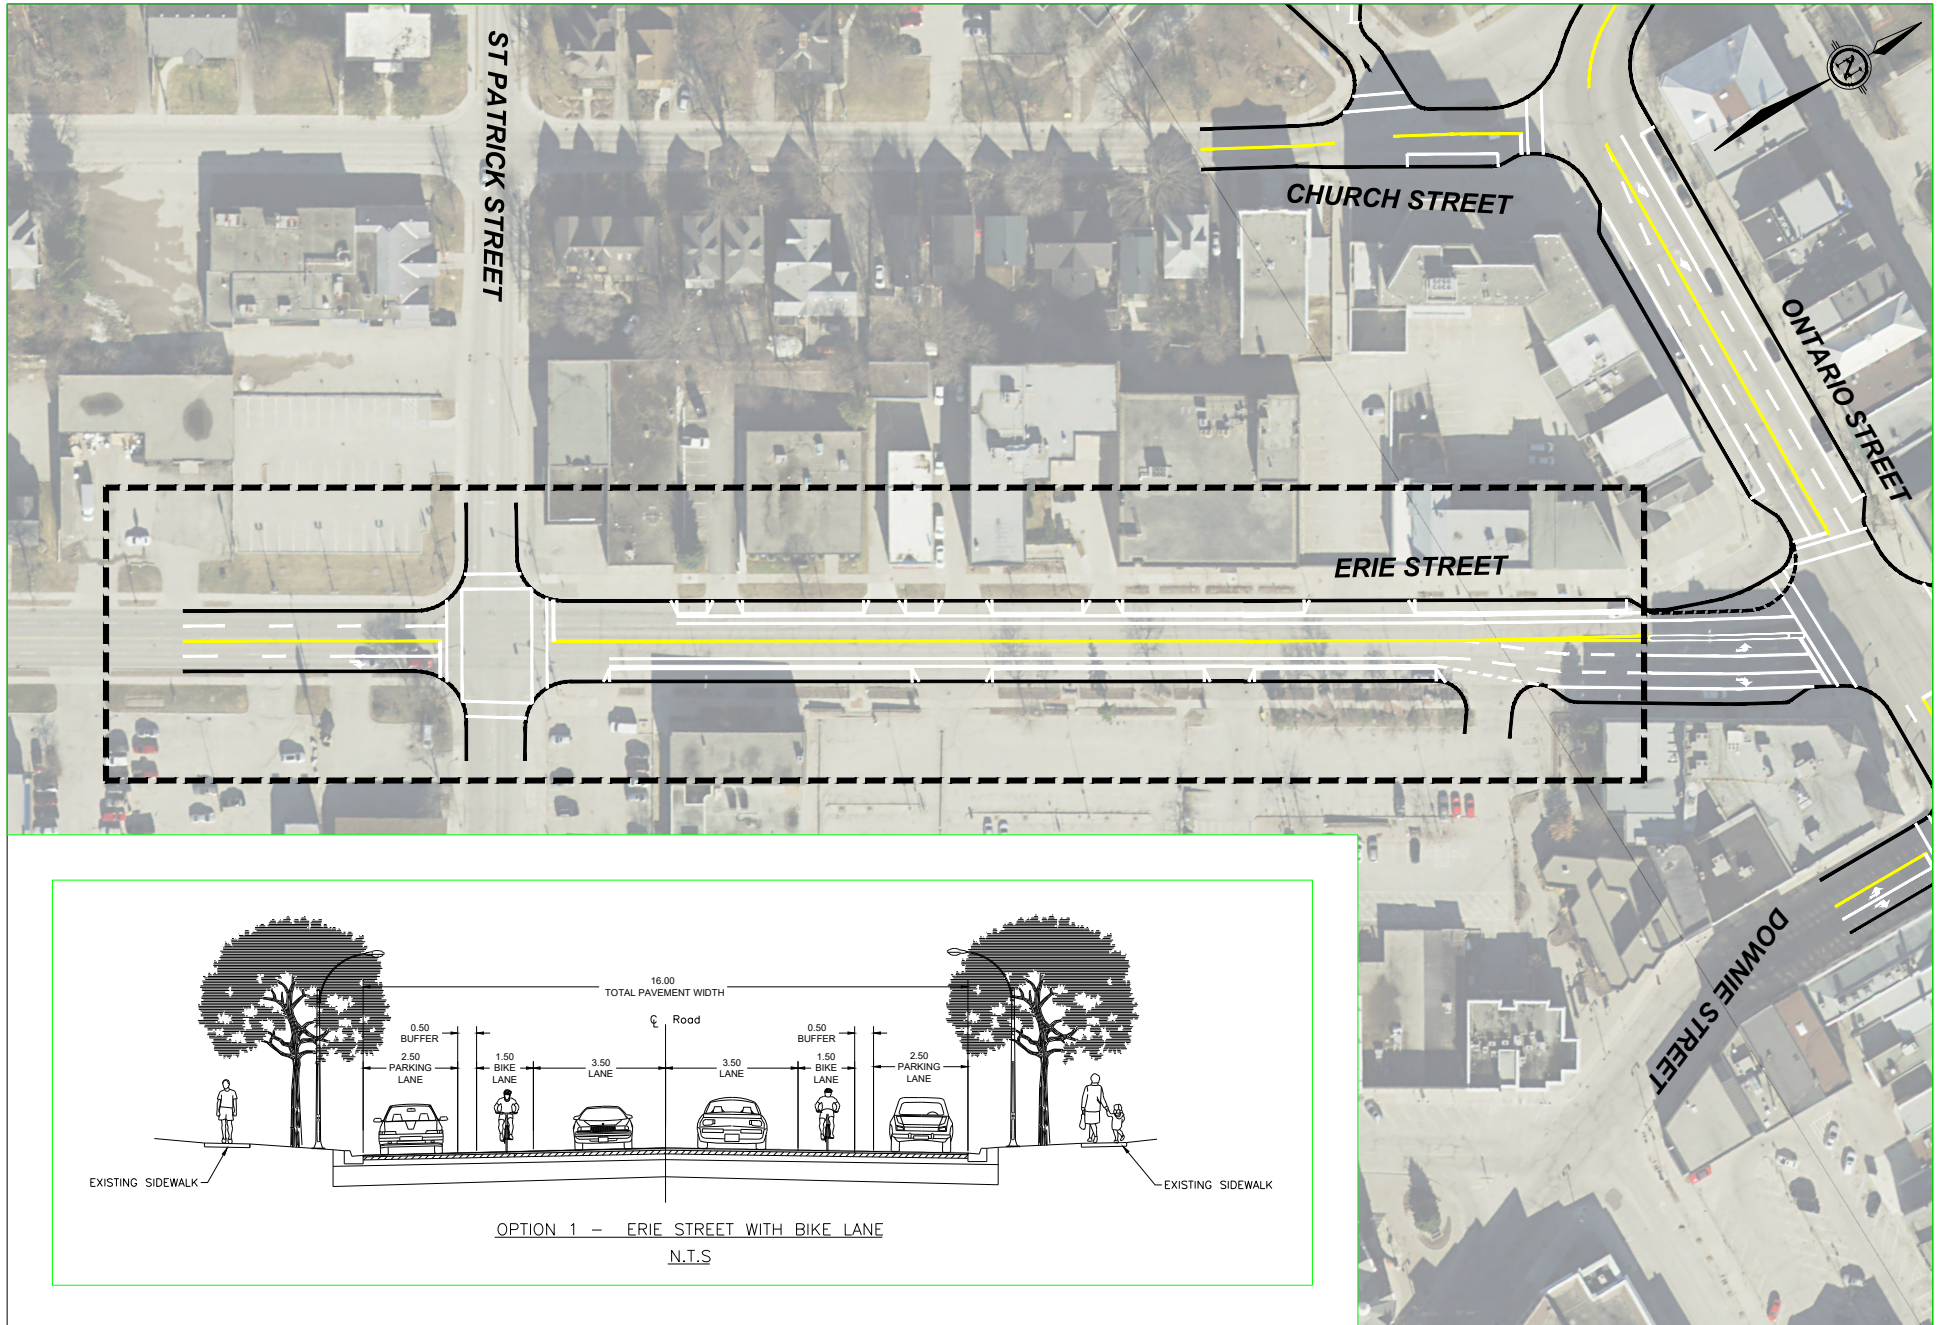 ST PATRICK STREET
CHURCH STREET
ONTARIO STREET
ERIE STREET
DOWNIE STREET
N
16.00
TOTAL PAVEMENT WIDTH
℄ Road
0.50
BUFFER
0.50
BUFFER
2.50
PARKING
LANE
1.50
BIKE
LANE
3.50
LANE
3.50
LANE
1.50
BIKE
LANE
2.50
PARKING
LANE
EXISTING SIDEWALK
EXISTING SIDEWALK
OPTION 1 – ERIE STREET WITH BIKE LANE
N.T.S